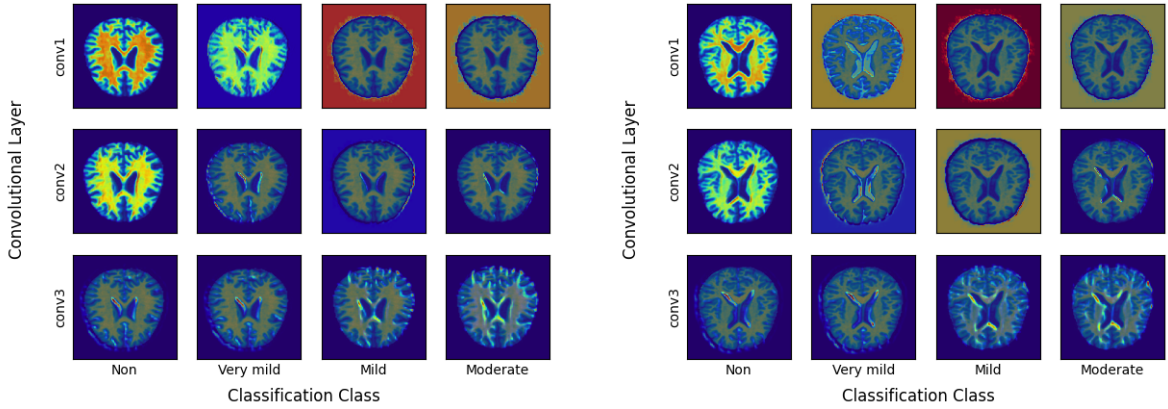 conv1
conv2
conv3
Convolutional Layer
Non
Very mild
Mild
Moderate
Classification Class
conv1
conv2
conv3
Convolutional Layer
Non
Very mild
Mild
Moderate
Classification Class